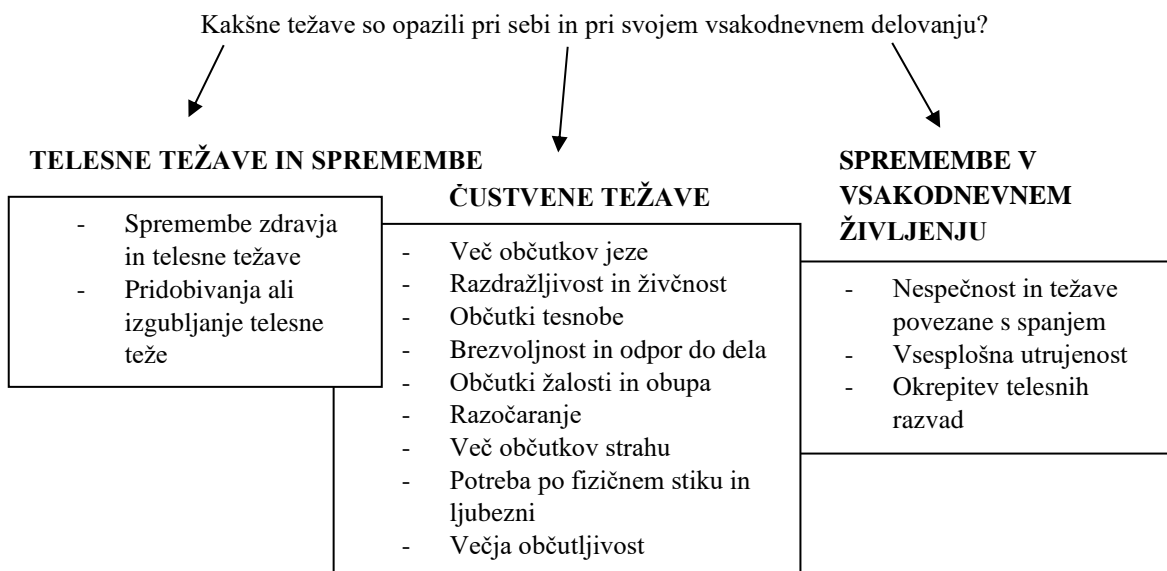 Kakšne težave so opazili pri sebi in pri svojem vsakodnevnem delovanju?
TELESNE TEŽAVE IN SPREMEMBE
- Spremembe zdravja
in telesne težave
- Pridobivanja ali
izgubljanje telesne
teže
ČUSTVENE TEŽAVE
- Več občutkov jeze
- Razdražljivost in živčnost
- Občutki tesnobe
- Brezvoljnost in odpor do dela
- Občutki žalosti in obupa
- Razočaranje
- Več občutkov strahu
- Potreba po fizičnem stiku in
ljubezni
- Večja občutljivost
SPREMEMBE V
VSAKODNEVNEM
ŽIVLJENJU
- Nespečnost in težave
povezane s spanjem
- Vsesplošna utrujenost
- Okrepitev telesnih
razvad